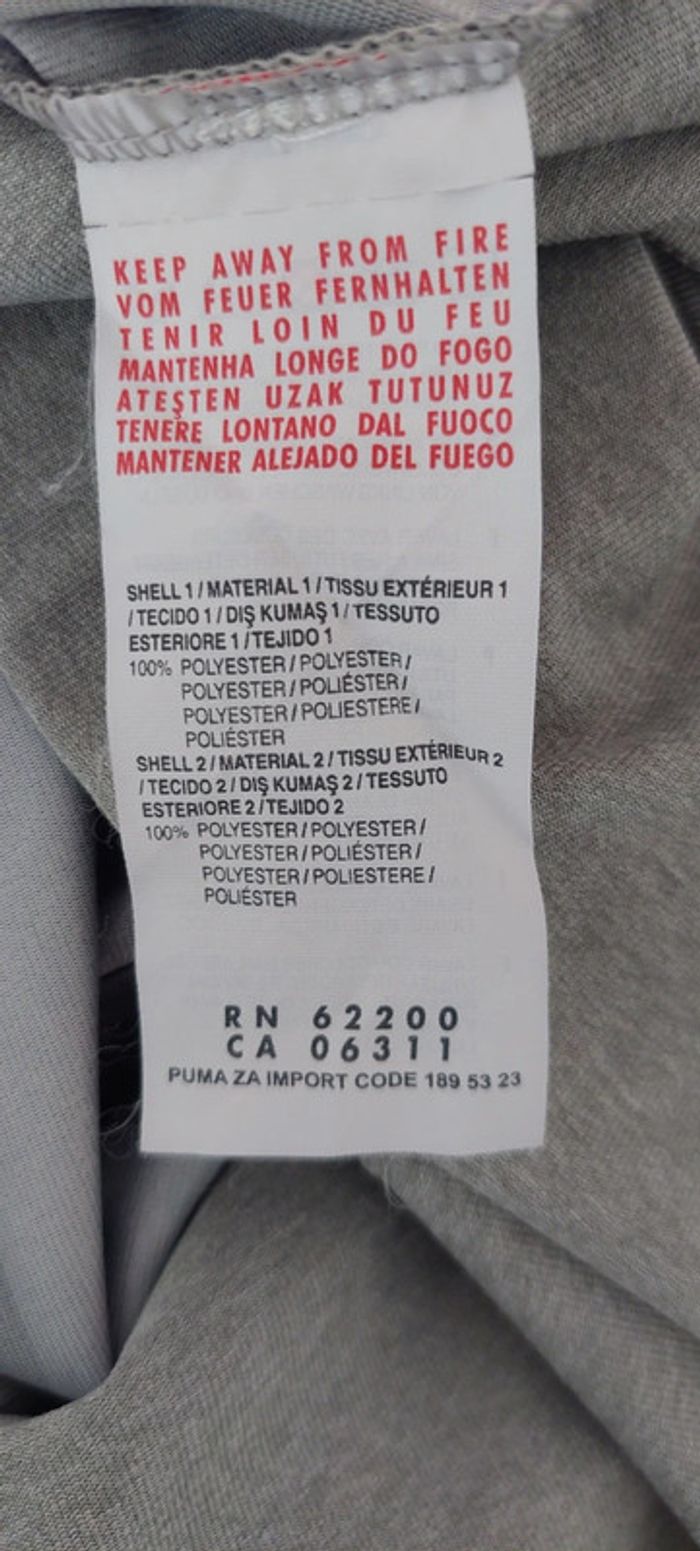 KEEP AWAY FROM FIRE
VOM FEUER FERNHALTEN
TENIR LOIN DU FEU
MANTENHA LONGE DO FOGO
ATEŞTEN UZAK TUTUNUZ
TENERE LONTANO DAL FUOCO
MANTENER ALEJADO DEL FUEGO
SHELL 1 / MATERIAL 1 / TISSU EXTÉRIEUR 1
/ TECIDO 1 / DIŞ KUMAŞ 1 / TESSUTO
ESTERIORE 1 / TEJIDO 1
100% POLYESTER / POLYESTER /
POLYESTER / POLIÉSTER /
POLYESTER / POLIESTERE /
POLIÉSTER
SHELL 2 / MATERIAL 2 / TISSU EXTÉRIEUR 2
/ TECIDO 2 / DIŞ KUMAŞ 2 / TESSUTO
ESTERIORE 2 / TEJIDO 2
100% POLYESTER / POLYESTER /
POLYESTER / POLIÉSTER /
POLYESTER / POLIESTERE /
POLIÉSTER
RN 62200
CA 06311
PUMA ZA IMPORT CODE 189 53 23